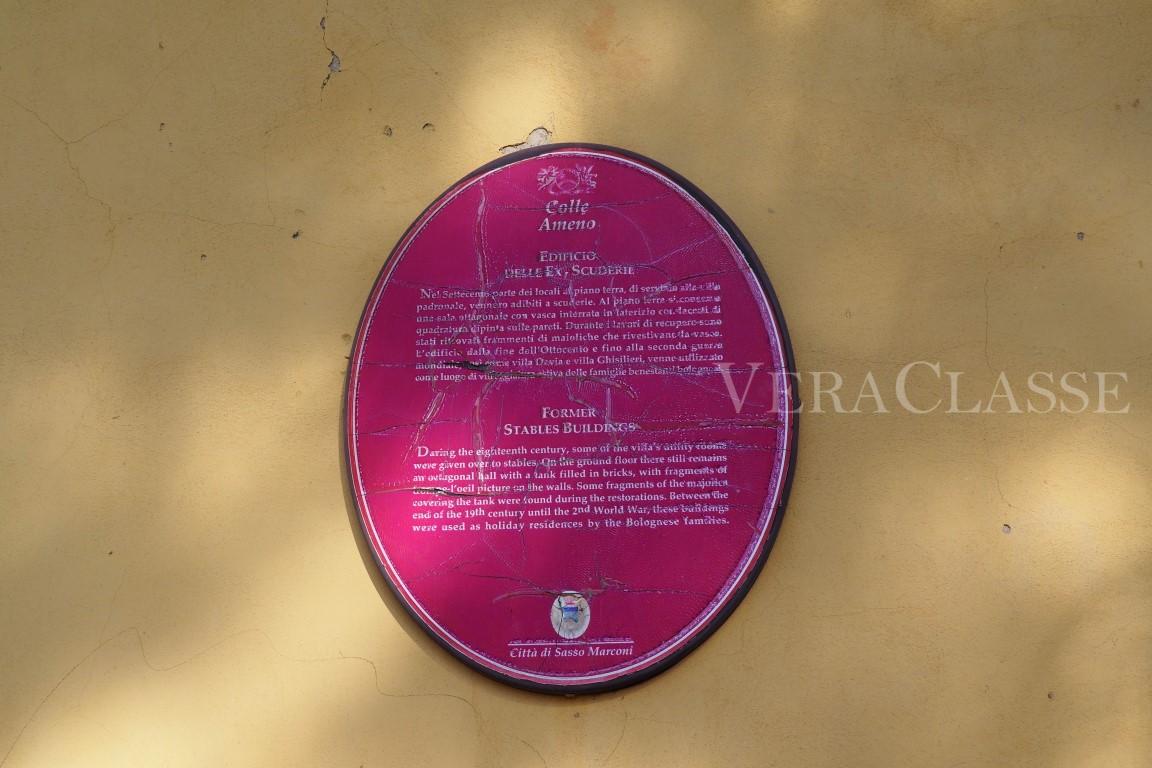 Colle
Ameno
EDIFICIO
DELLE EX-SCUDERIE
Nel Settecento parte dei locali al piano terra, di servizio alla villa
padronale, vennero adibiti a scuderie. Al piano terra si conserva
una sala ottagonale con vasca interrata in laterizio con lacerti di
quadratura dipinta sulle pareti. Durante i lavori di recupero sono
stati ritrovati frammenti di maioliche che rivestivano la vasca.
L'edificio dalla fine dell'Ottocento e fino alla seconda guerra
mondiale, così come villa Davia e villa Ghisilieri, venne utilizzato
come luogo di villeggiatura estiva delle famiglie benestanti bolognesi.
FORMER
STABLES BUILDINGS
During the eighteenth century, some of the villa's utility rooms
were given over to stables. On the ground floor there still remains
an octagonal hall with a tank filled in bricks, with fragments of
trompe-l'oeil picture on the walls. Some fragments of the majolica
covering the tank were found during the restorations. Between the
end of the 19th century until the 2nd World War, these buildings
were used as holiday residences by the Bolognese families.
Città di Sasso Marconi
VERACLASSE